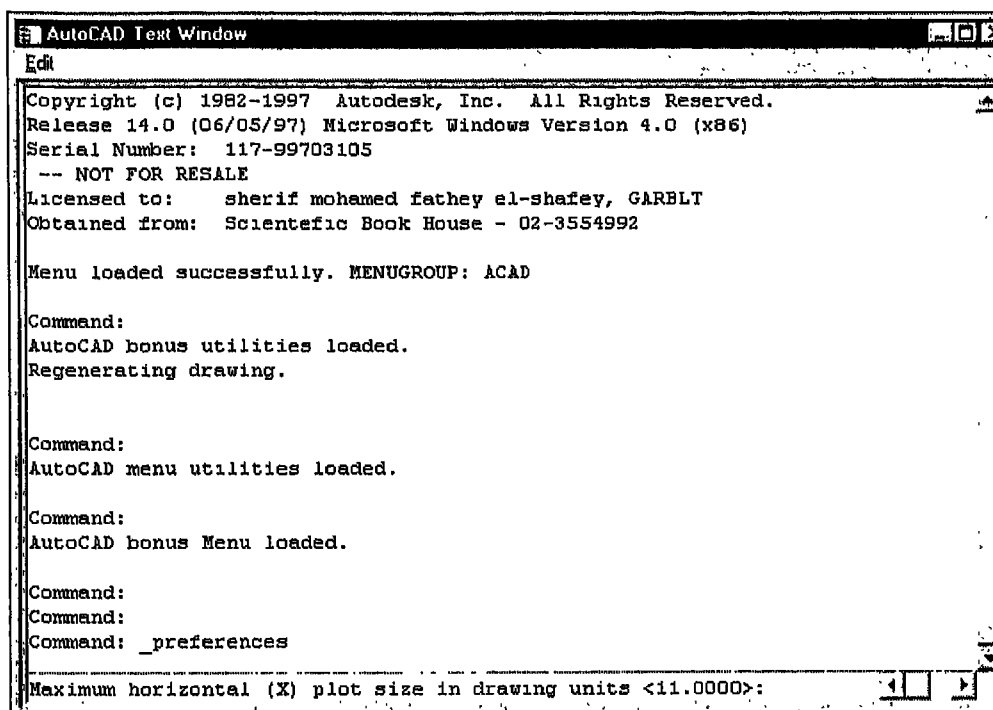 AutoCAD Text Window
Edit
Copyright (c) 1982-1997 Autodesk, Inc. All Rights Reserved.
Release 14.0 (06/05/97) Microsoft Windows Version 4.0 (x86)
Serial Number: 117-99703105
-- NOT FOR RESALE
Licensed to: sherif mohamed fathey el-shafey, GARBLT
Obtained from: Scientefic Book House - 02-3554992
Menu loaded successfully. MENUGROUP: ACAD
Command:
AutoCAD bonus utilities loaded.
Regenerating drawing.
Command:
AutoCAD menu utilities loaded.
Command:
AutoCAD bonus Menu loaded.
Command:
Command:
Command: _preferences
Maximum horizontal (X) plot size in drawing units <11.0000>: